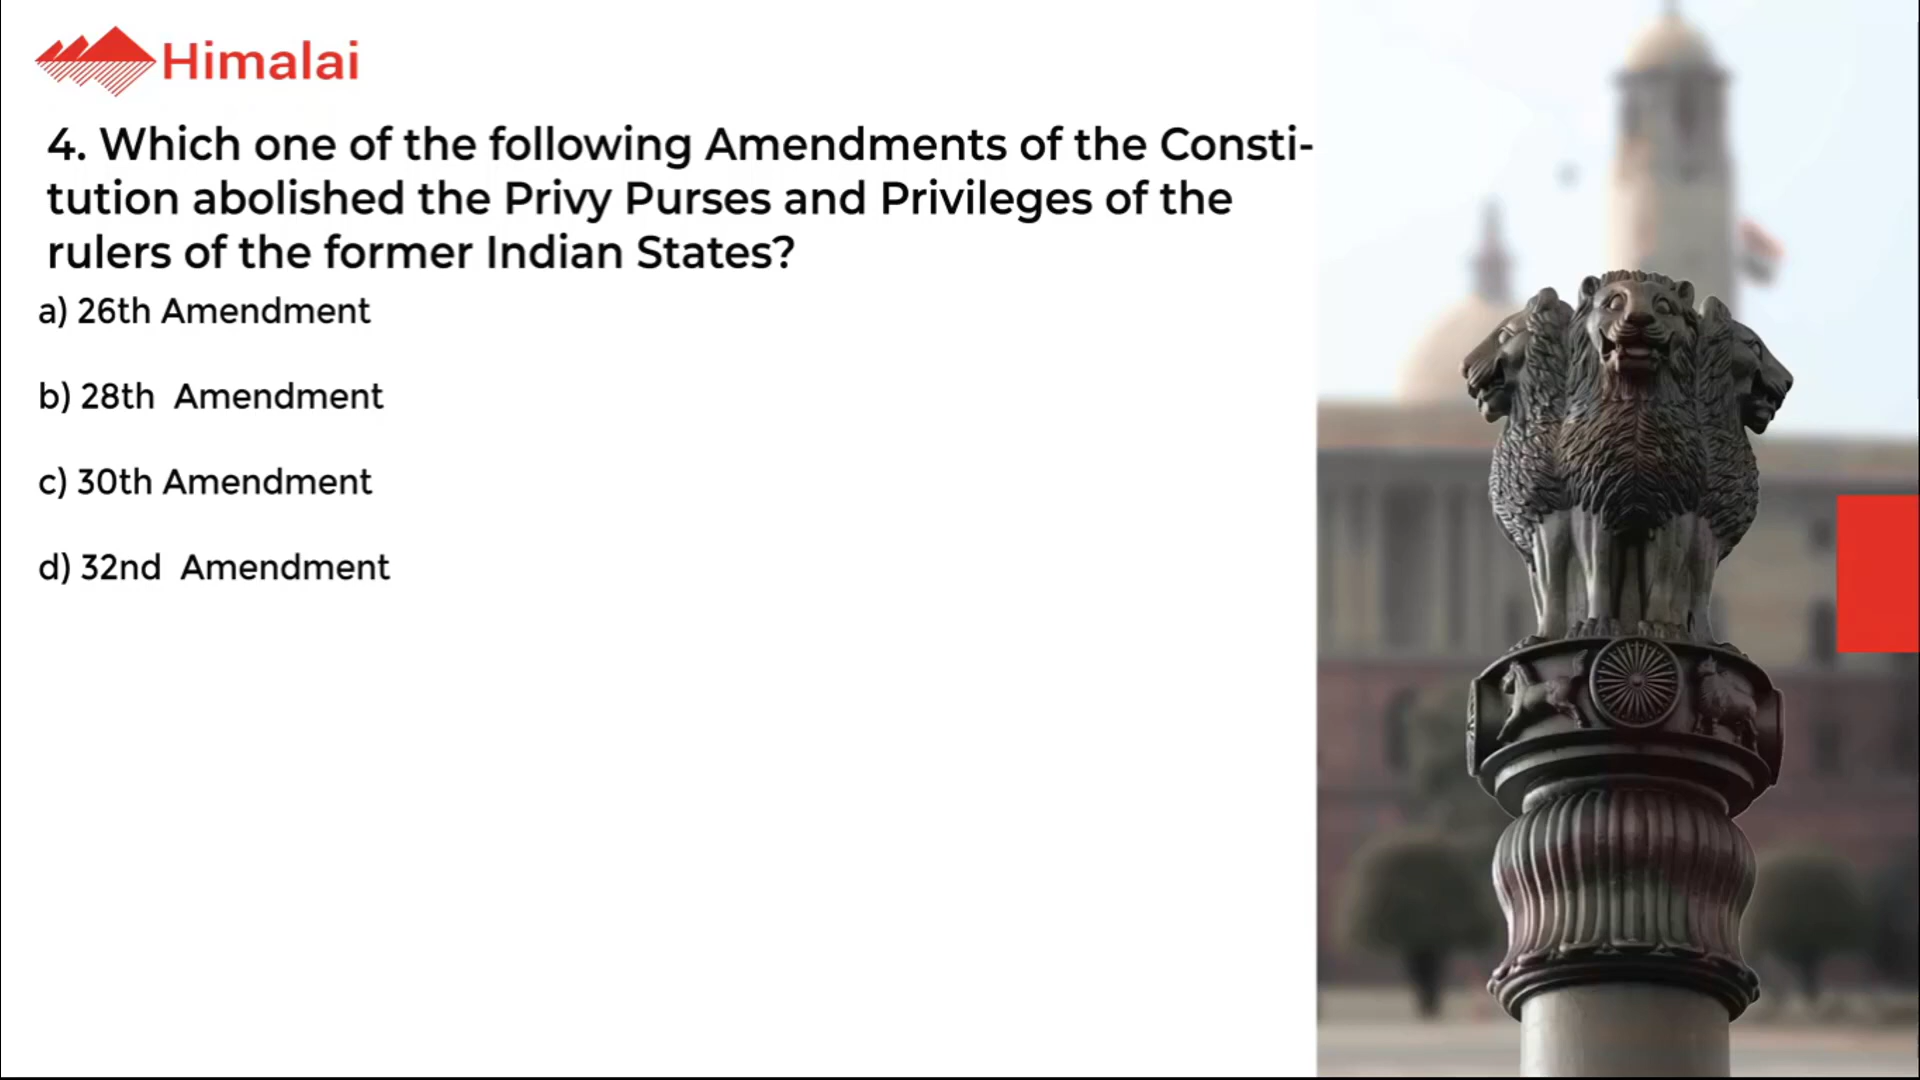 Himalai
4. Which one of the following Amendments of the Consti-
tution abolished the Privy Purses and Privileges of the
rulers of the former Indian States?
a) 26th Amendment
b) 28th  Amendment
c) 30th Amendment
d) 32nd  Amendment